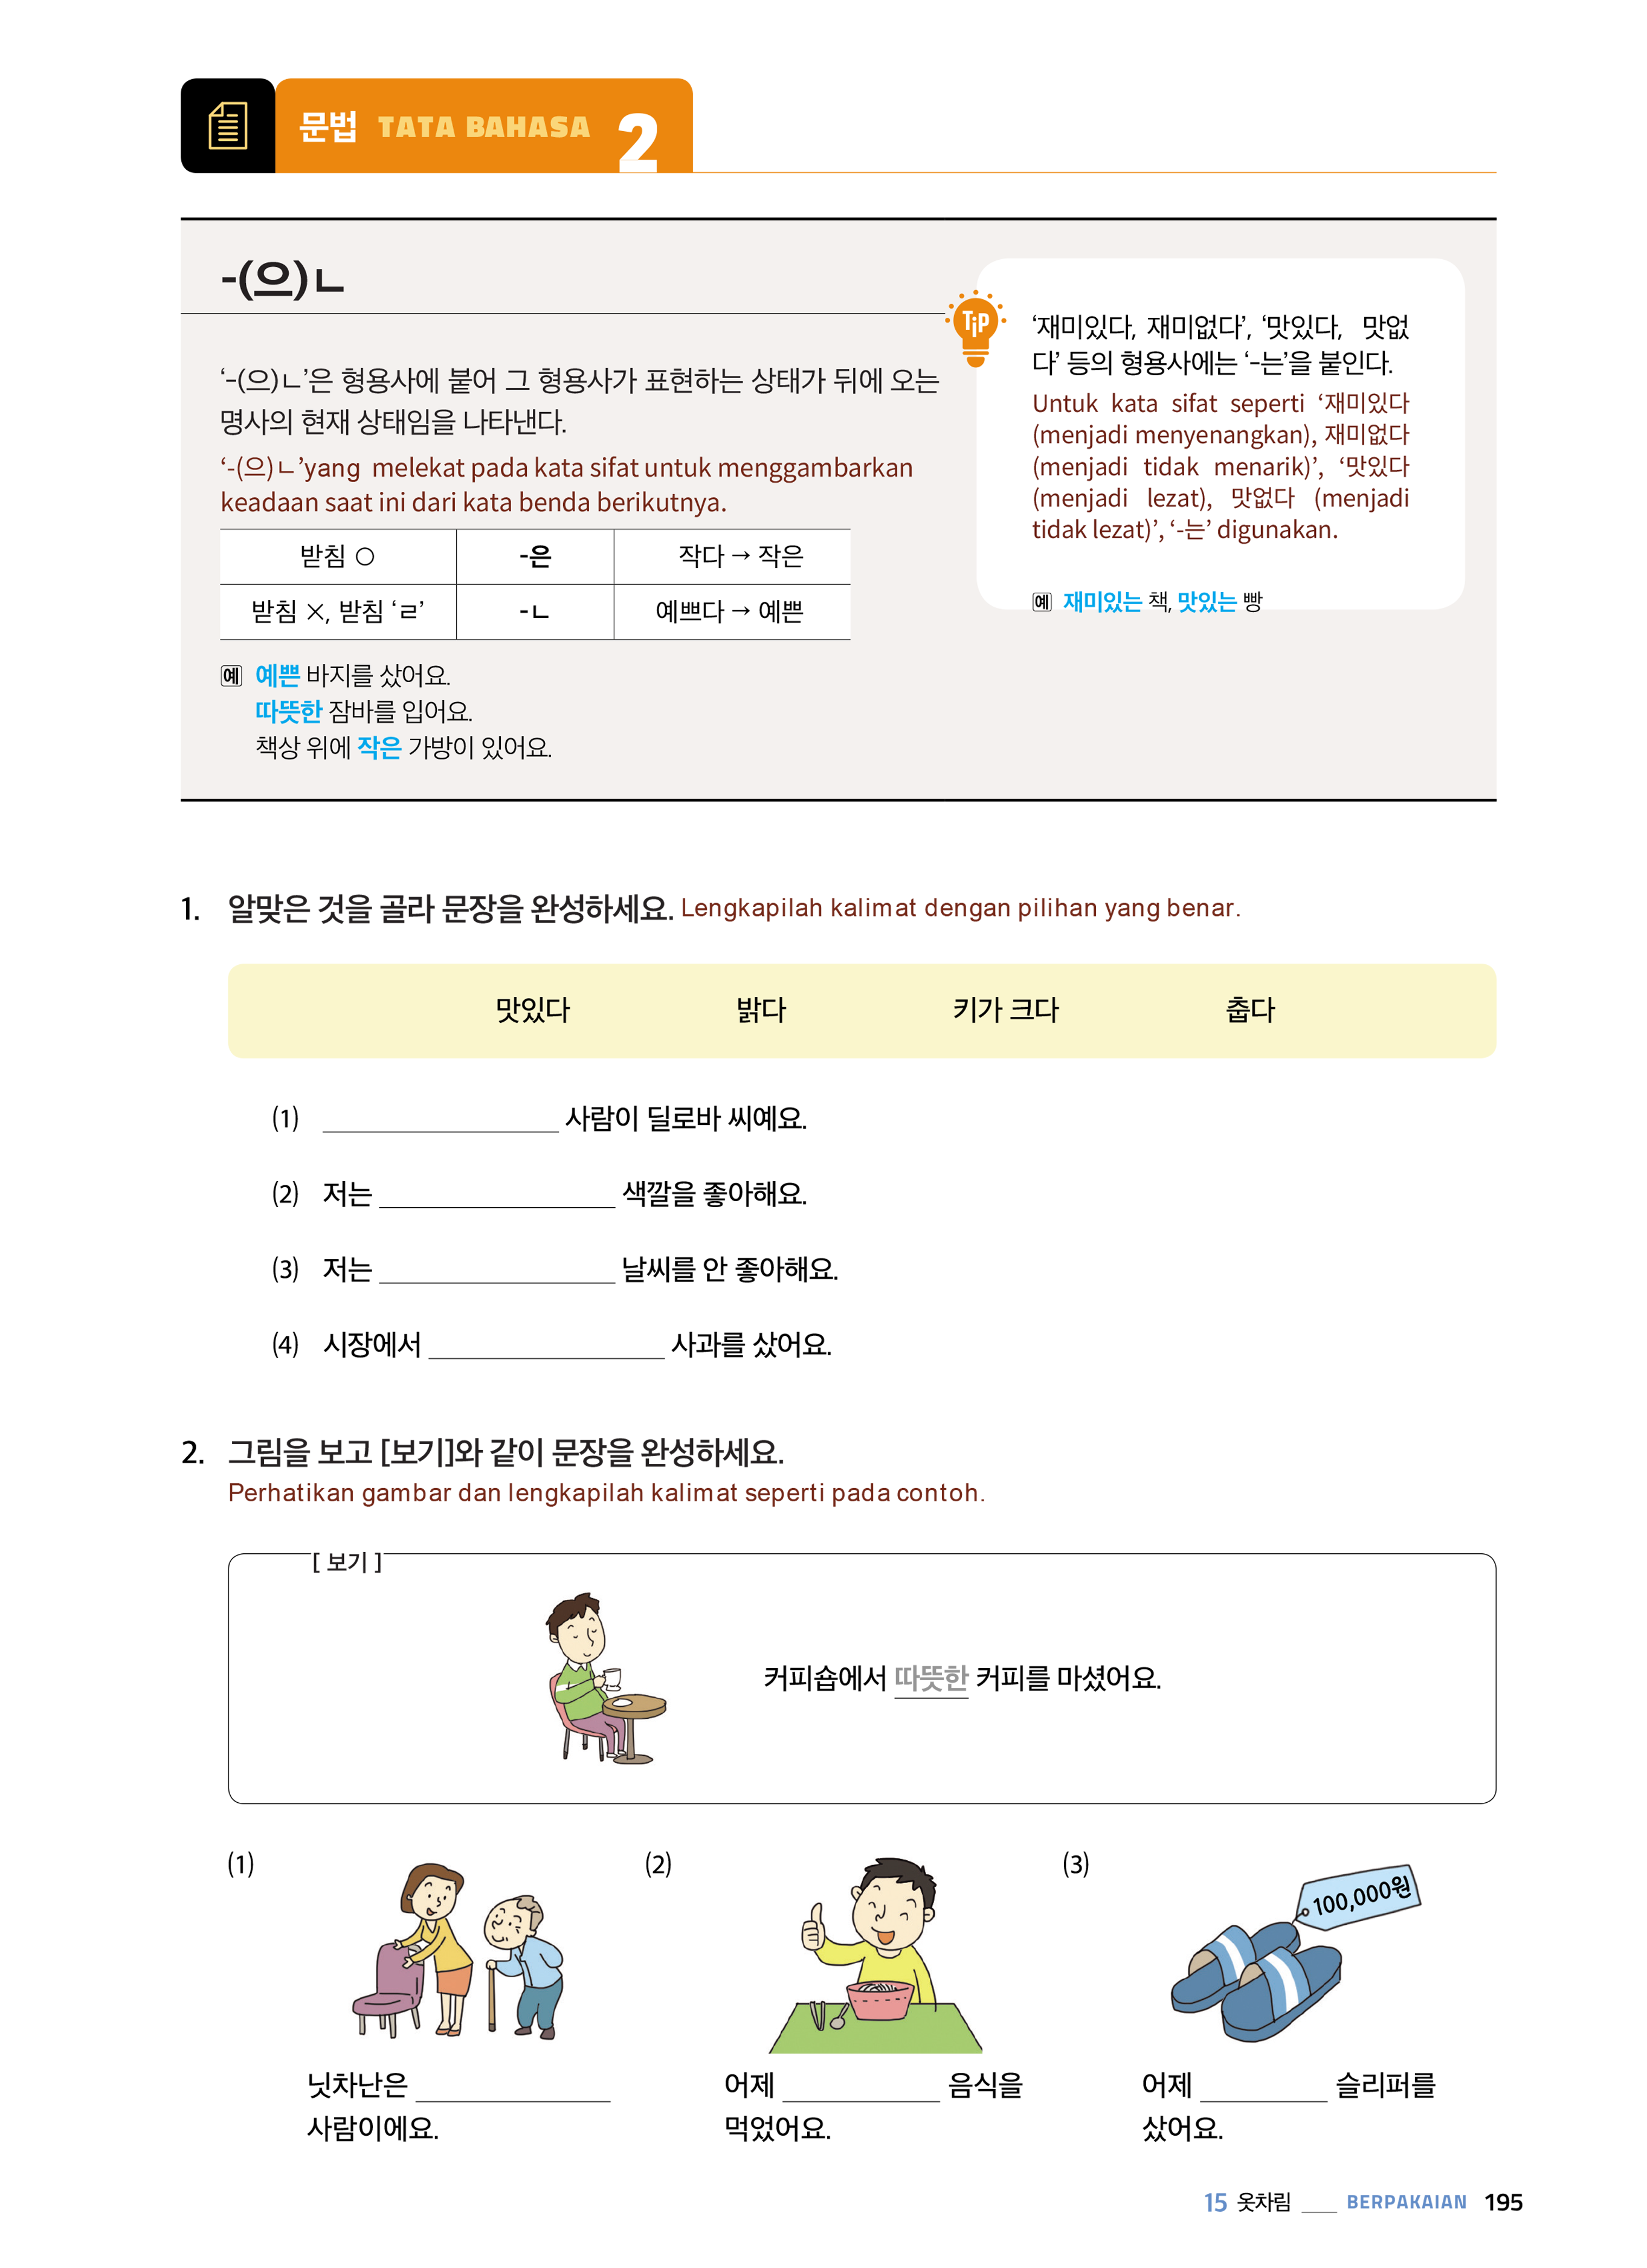 문법 TATA BAHASA 2
-(으)ㄴ
‘-(으)ㄴ’은 형용사에 붙어 그 형용사가 표현하는 상태가 뒤에 오는
명사의 현재 상태임을 나타낸다.
‘-(으)ㄴ’yang melekat pada kata sifat untuk menggambarkan
keadaan saat ini dari kata benda berikutnya.
받침 ○ -은 작다 → 작은
받침 ×, 받침 ‘ㄹ’ -ㄴ 예쁘다 → 예쁜
예 예쁜 바지를 샀어요.
따뜻한 잠바를 입어요.
책상 위에 작은 가방이 있어요.
TiP
‘재미있다, 재미없다’, ‘맛있다, 맛없
다’ 등의 형용사에는 ‘-는’을 붙인다.
Untuk kata sifat seperti ‘재미있다
(menjadi menyenangkan), 재미없다
(menjadi tidak menarik)’, ‘맛있다
(menjadi lezat), 맛없다 (menjadi
tidak lezat)’, ‘-는’ digunakan.
예 재미있는 책, 맛있는 빵
1. 알맞은 것을 골라 문장을 완성하세요. Lengkapilah kalimat dengan pilihan yang benar.
맛있다 밝다 키가 크다 춥다
(1) ____ 사람이 딜로바 씨예요.
(2) 저는 ____ 색깔을 좋아해요.
(3) 저는 ____ 날씨를 안 좋아해요.
(4) 시장에서 ____ 사과를 샀어요.
2. 그림을 보고 [보기]와 같이 문장을 완성하세요.
Perhatikan gambar dan lengkapilah kalimat seperti pada contoh.
[ 보기 ]
커피숍에서 따뜻한 커피를 마셨어요.
(1)
닛차난은 ____
사람이에요.
(2)
어제 ____ 음식을
먹었어요.
(3)
100,000원
어제 ____ 슬리퍼를
샀어요.
15 옷차림 __ BERPAKAIAN 195